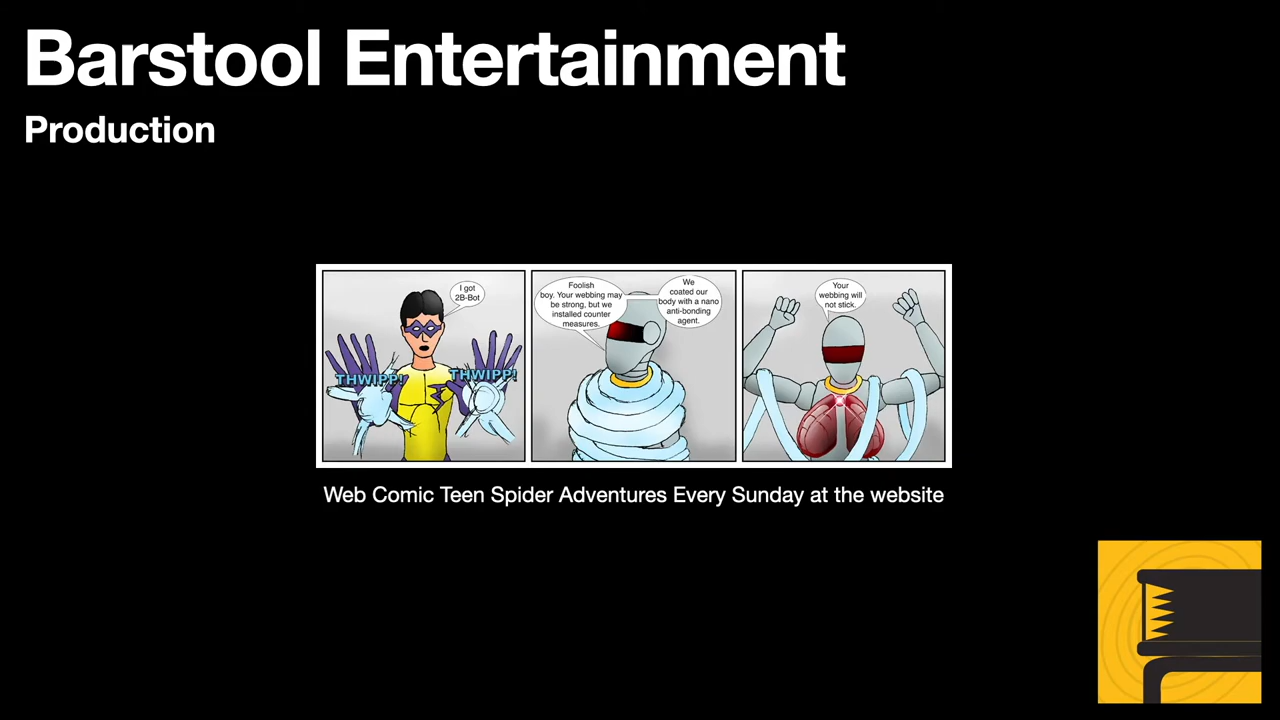 Barstool Entertainment
Production
I got
2B-Bot
THWIPP!
THWIPP!
Foolish
boy. Your webbing may
be strong, but we
installed counter
measures.
We
coated our
body with a nano
anti-bonding
agent.
Your
webbing will
not stick.
Web Comic Teen Spider Adventures Every Sunday at the website